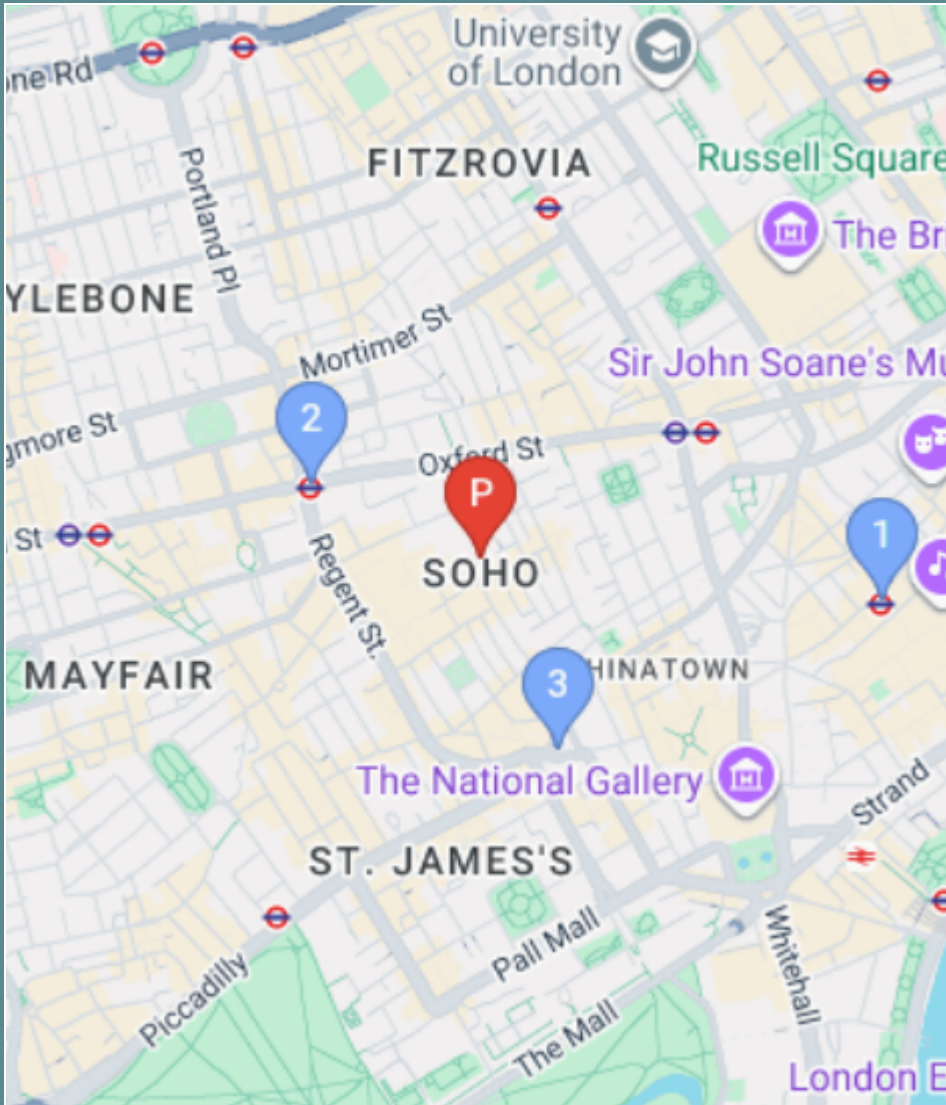 University
of London
one Rd
FITZROVIA
Russell Square
Portland Pl
The Bri
YLEBONE
Mortimer St
Sir John Soane's Mu
gmore St
2
Oxford St
P
St
1
SOHO
Regent St.
MAYFAIR
3
HINATOWN
The National Gallery
Strand
ST. JAMES'S
Pall Mall
Whitehall
Piccadilly
The Mall
London E